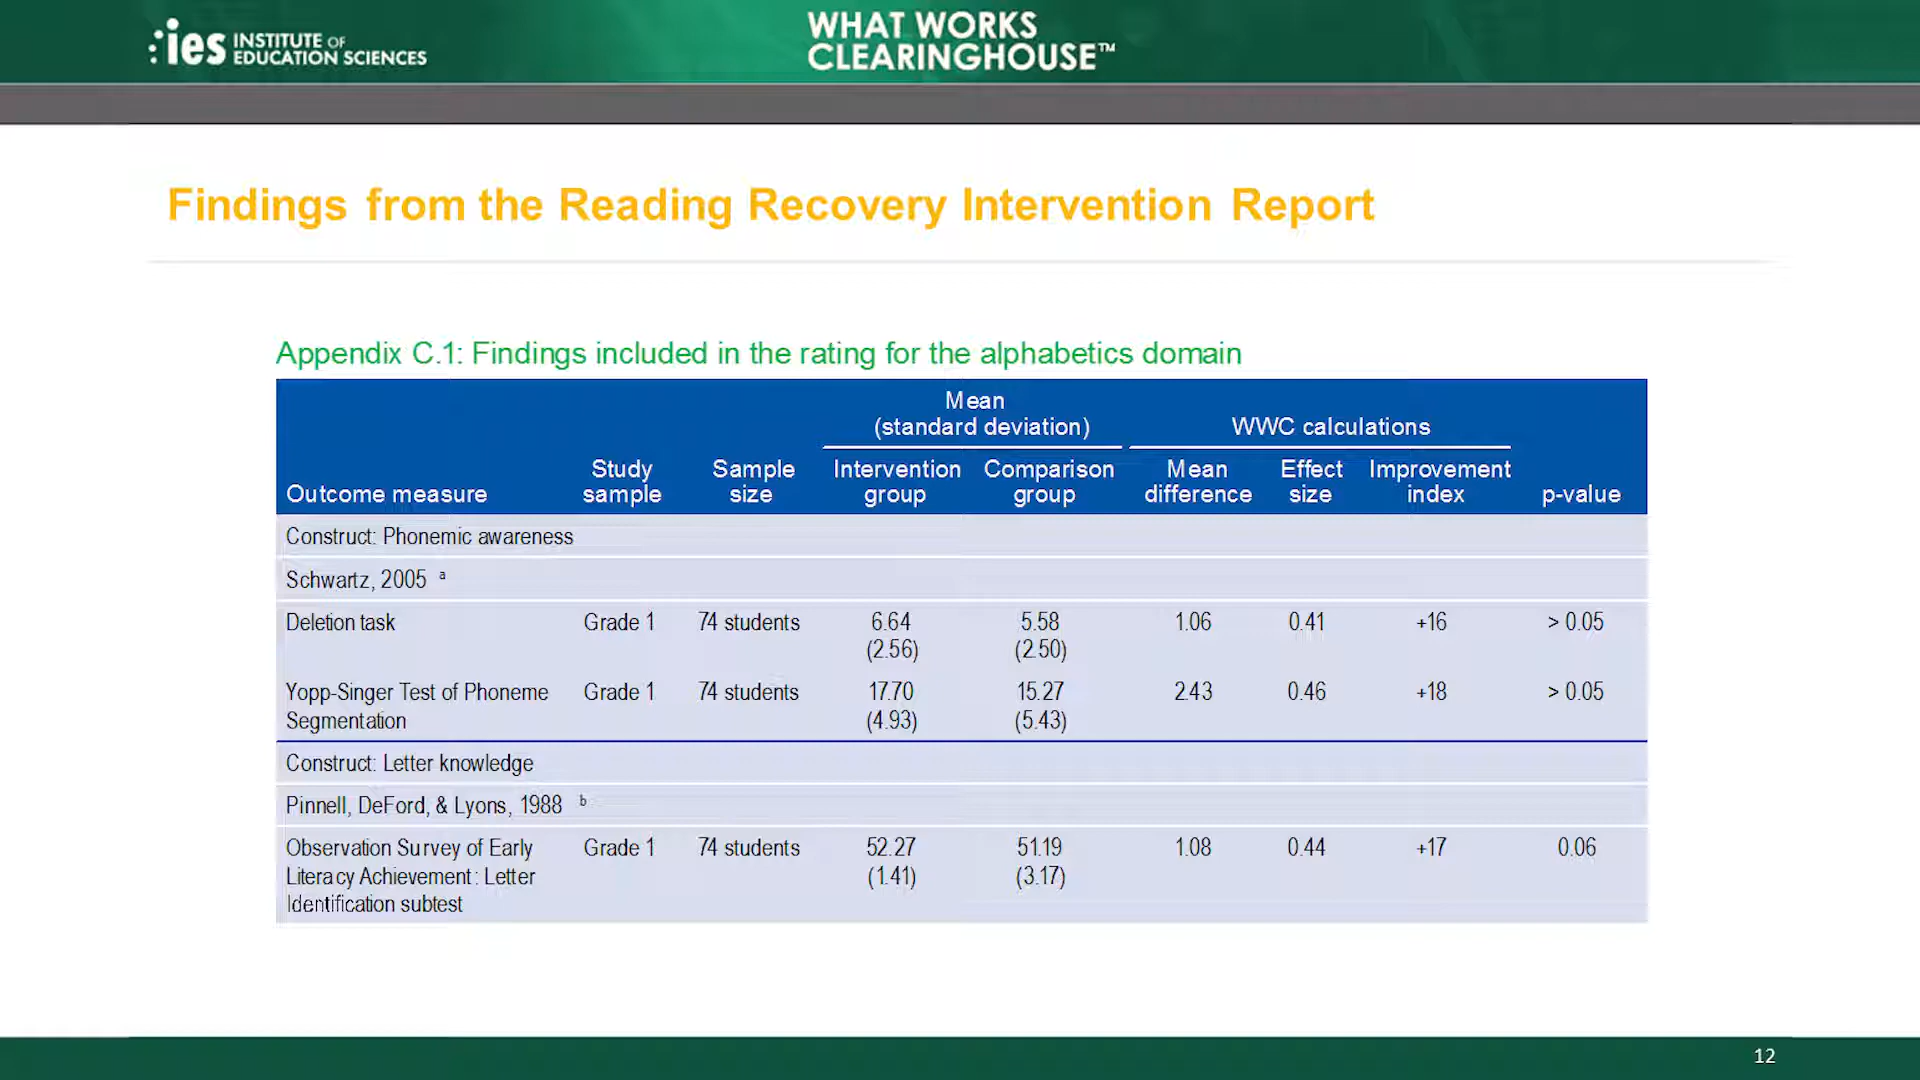 ies INSTITUTE OF
EDUCATION SCIENCES
WHAT WORKS
CLEARINGHOUSE™
Findings from the Reading Recovery Intervention Report
Appendix C.1: Findings included in the rating for the alphabetics domain
Mean
(standard deviation) WWC calculations
Study Sample Intervention Comparison Mean Effect Improvement
Outcome measure sample size group group difference size index p-value
Construct: Phonemic awareness
Schwartz, 2005 a
Deletion task Grade 1 74 students 6.64 5.58 1.06 0.41 +16 > 0.05
(2.56) (2.50)
Yopp-Singer Test of Phoneme Grade 1 74 students 17.70 15.27 2.43 0.46 +18 > 0.05
Segmentation (4.93) (5.43)
Construct: Letter knowledge
Pinnell, DeFord, & Lyons, 1988 b
Observation Survey of Early Grade 1 74 students 52.27 51.19 1.08 0.44 +17 0.06
Literacy Achievement: Letter (1.41) (3.17)
Identification subtest
12